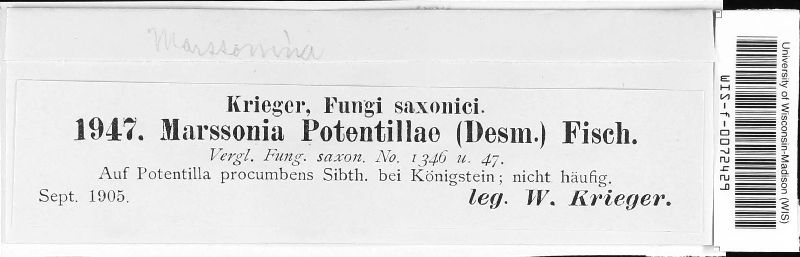 Marssonina
Krieger, Fungi saxonici.
1947. Marssonia Potentillae (Desm.) Fisch.
Vergl. Fung. saxon. No. 1346 u. 47.
Auf Potentilla procumbens Sibth. bei Königstein; nicht häufig.
Sept. 1905. leg. W. Krieger.
WIS-f-0072429
University of Wisconsin-Madison (WIS)